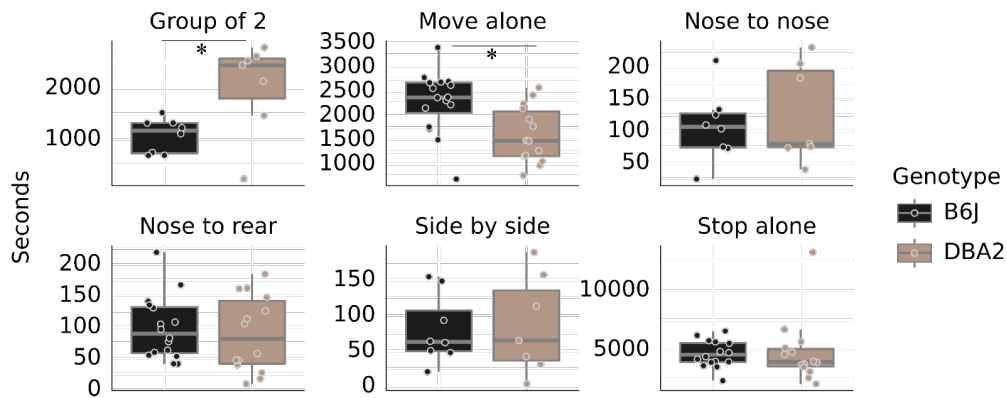 Group of 2
Move alone
Nose to nose
*
*
2000
1000
3500
3000
2500
2000
1500
1000
200
150
100
50
Seconds
Genotype
B6J
DBA2
Nose to rear
Side by side
Stop alone
200
150
100
50
0
150
100
50
0
10000
5000